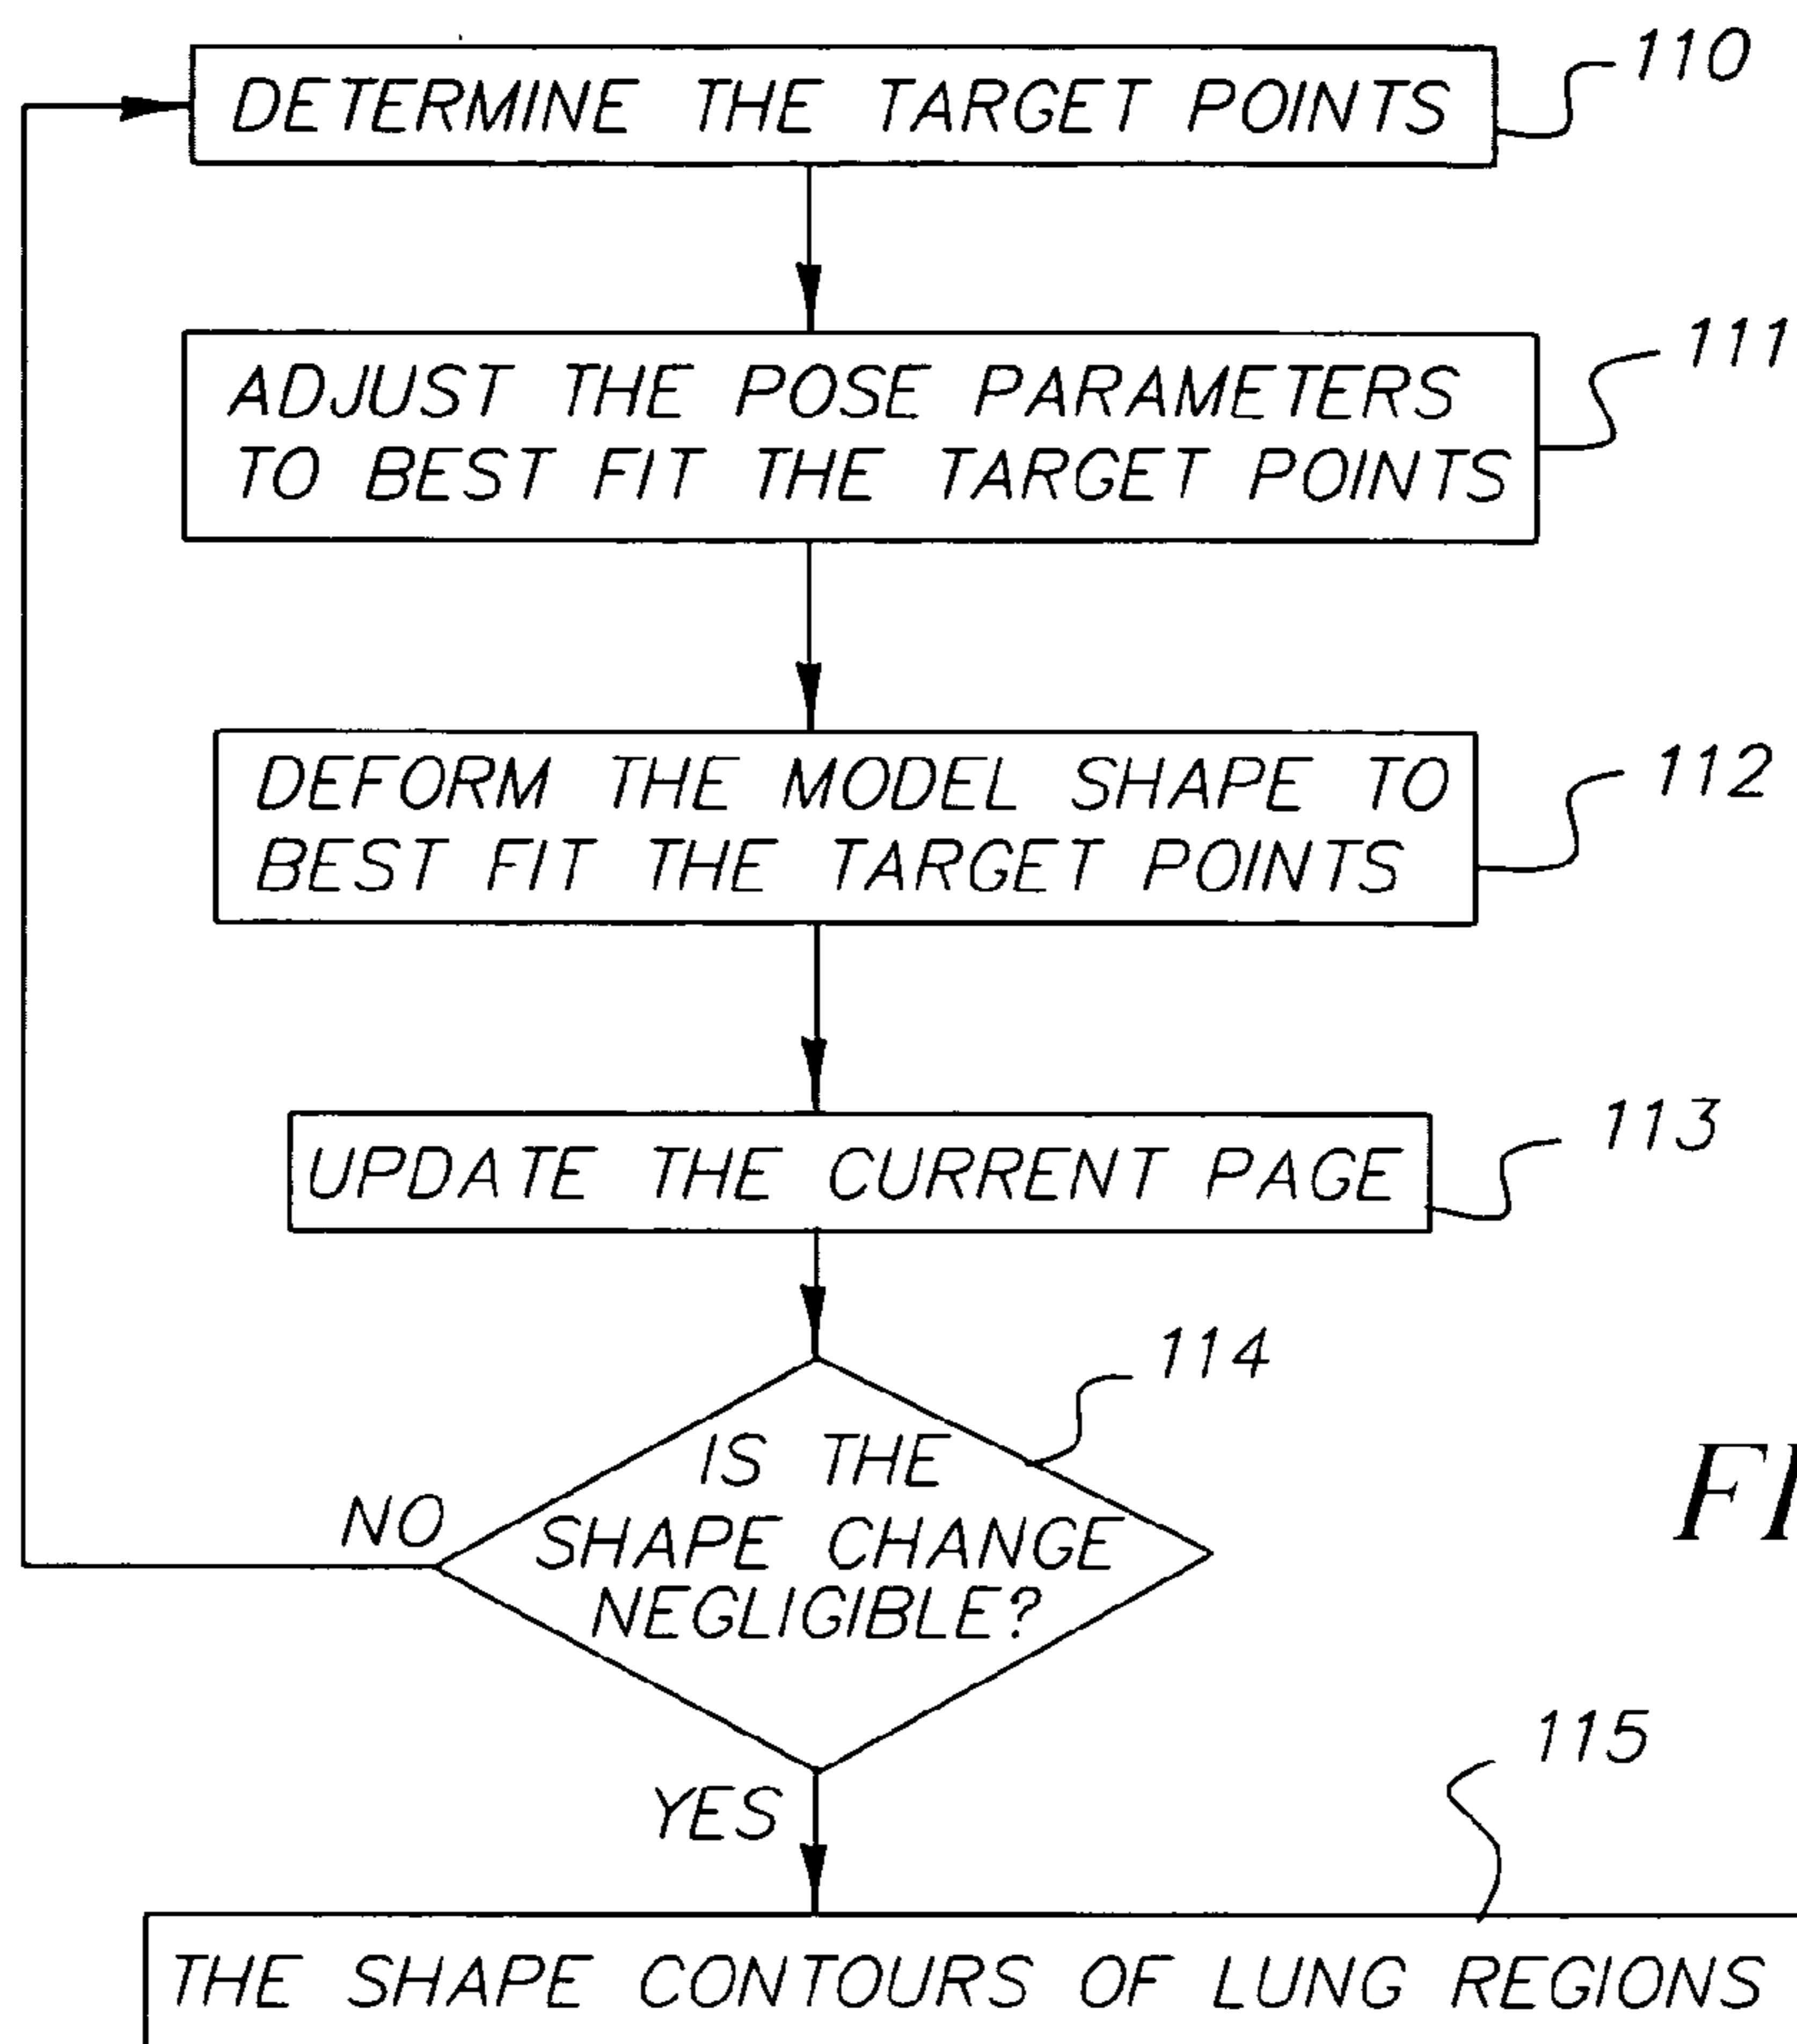 DETERMINE THE TARGET POINTS
110
ADJUST THE POSE PARAMETERS
TO BEST FIT THE TARGET POINTS
111
DEFORM THE MODEL SHAPE TO
BEST FIT THE TARGET POINTS
112
UPDATE THE CURRENT PAGE
113
114
IS THE
SHAPE CHANGE
NEGLIGIBLE?
NO
YES
115
THE SHAPE CONTOURS OF LUNG REGIONS